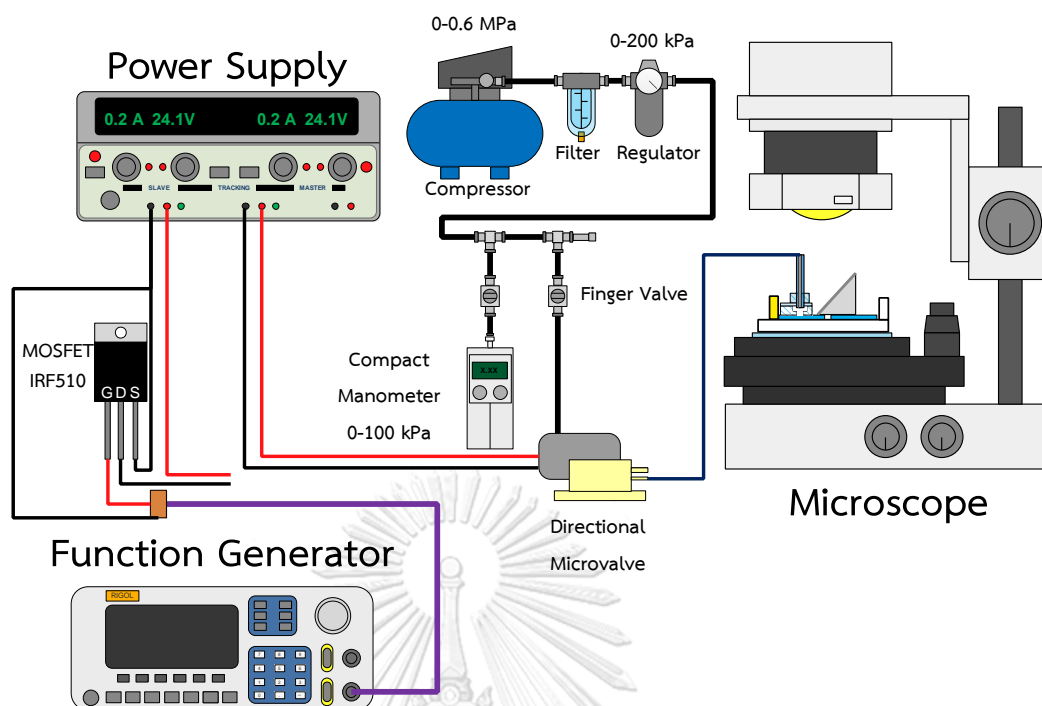 0-0.6 MPa
0-200 kPa
Power Supply
0.2 A 24.1V
0.2 A 24.1V
SLAVE
TRACKING
MASTER
Compressor
Filter
Regulator
Finger Valve
MOSFET
IRF510
G D S
X.XX
Compact
Manometer
0-100 kPa
Microscope
Directional
Microvalve
Function Generator
RIGOL